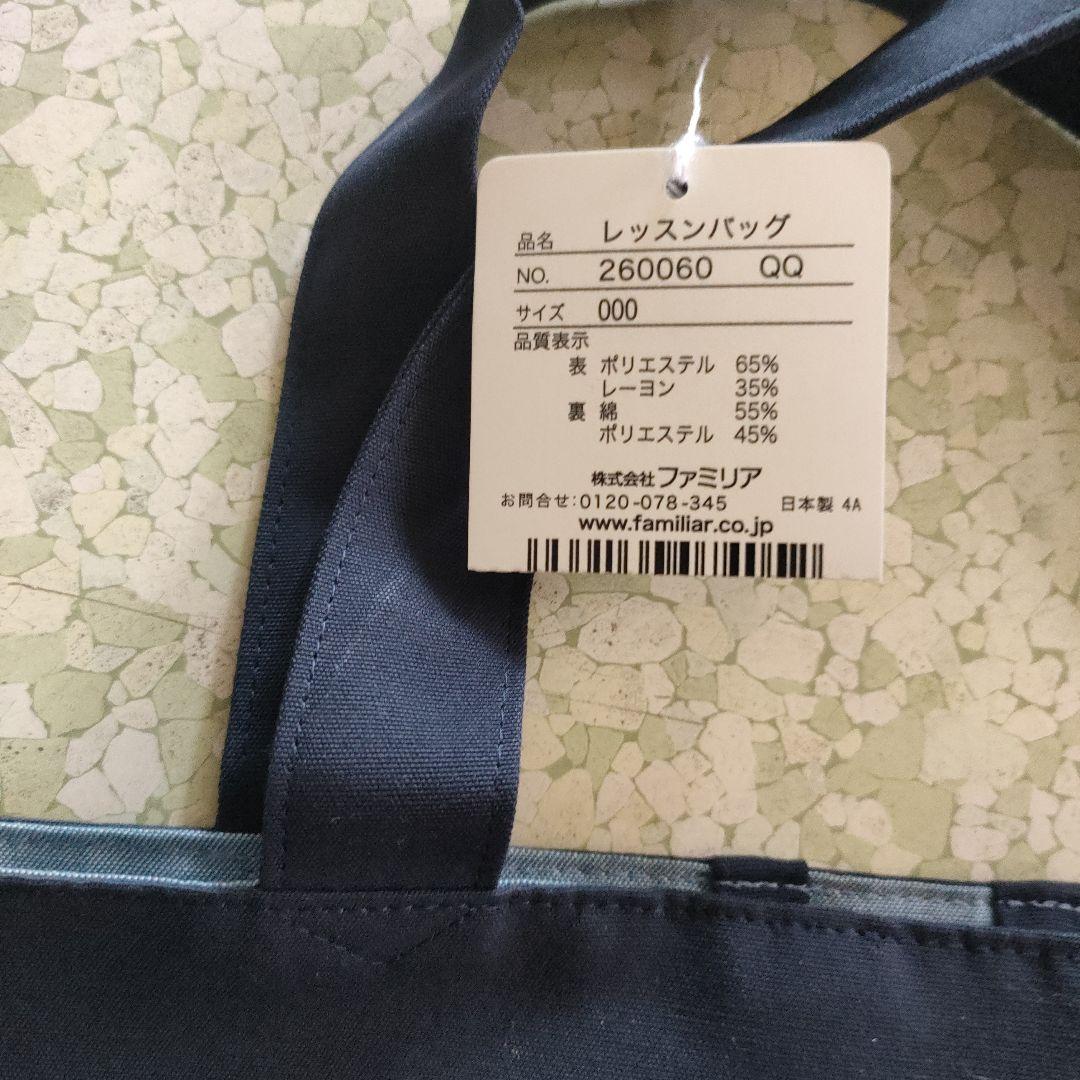 品名 レッスンバッグ
NO. 260060 QQ
サイズ 000
品質表示
表 ポリエステル 65%
レーヨン 35%
裏 綿 55%
ポリエステル 45%
株式会社 ファミリア
お問合せ:0120-078-345 日本製 4A
www.familiar.co.jp